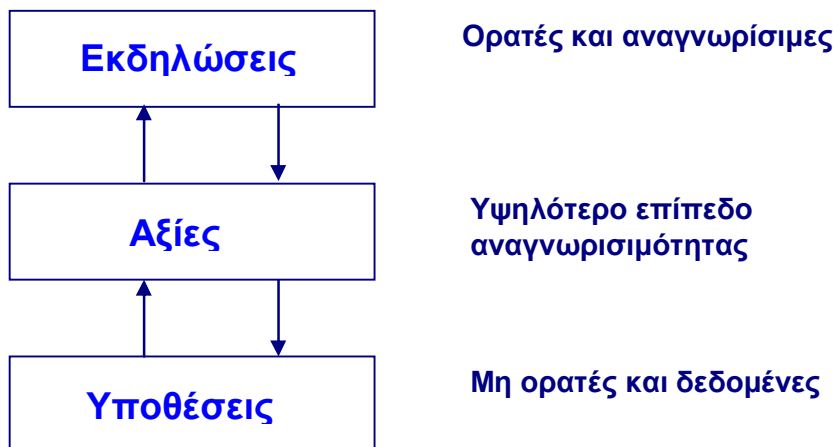 Εκδηλώσεις
Ορατές και αναγνωρίσιμες
Αξίες
Υψηλότερο επίπεδο
αναγνωρισιμότητας
Υποθέσεις
Μη ορατές και δεδομένες